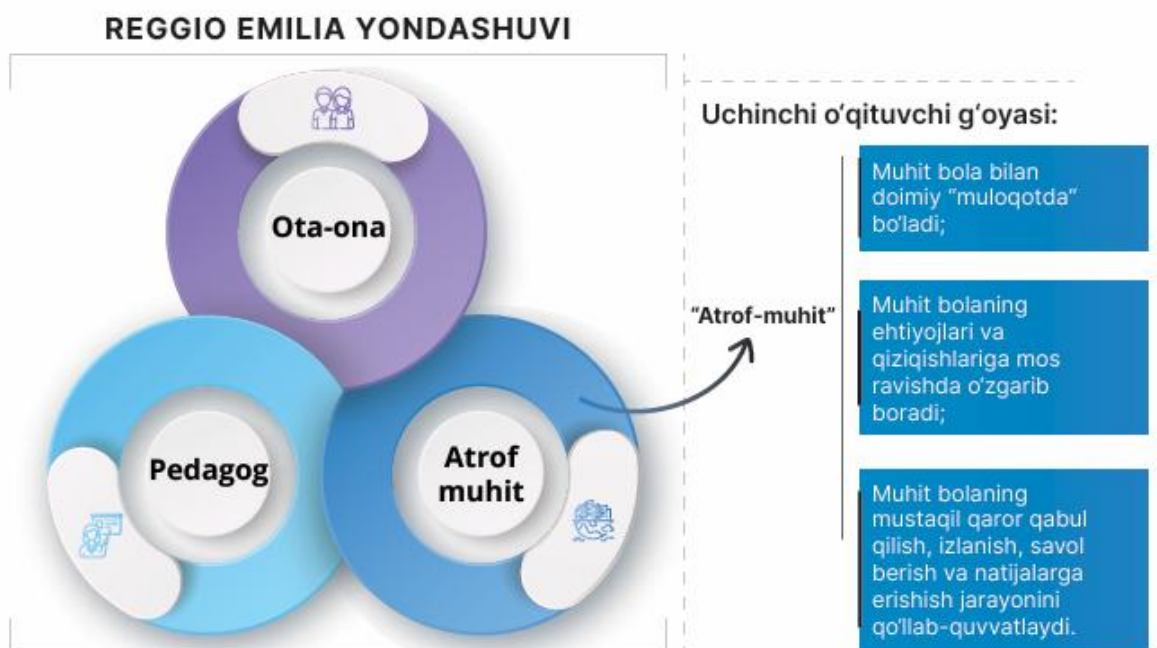 REGGIO EMILIA YONDASHUVI
Ota-ona
Pedagog
Atrof
muhit
Uchinchi o‘qituvchi g‘oyasi:
“Atrof-muhit”
Muhit bola bilan
doimiy “muloqotda“
bo‘ladi;
Muhit bolaning
ehtiyojlari va
qiziqishlariga mos
ravishda o‘zgarib
boradi;
Muhit bolaning
mustaqil qaror qabul
qilish, izlanish, savol
berish va natijalarga
erishish jarayonini
qo‘llab-quvvatlaydi.